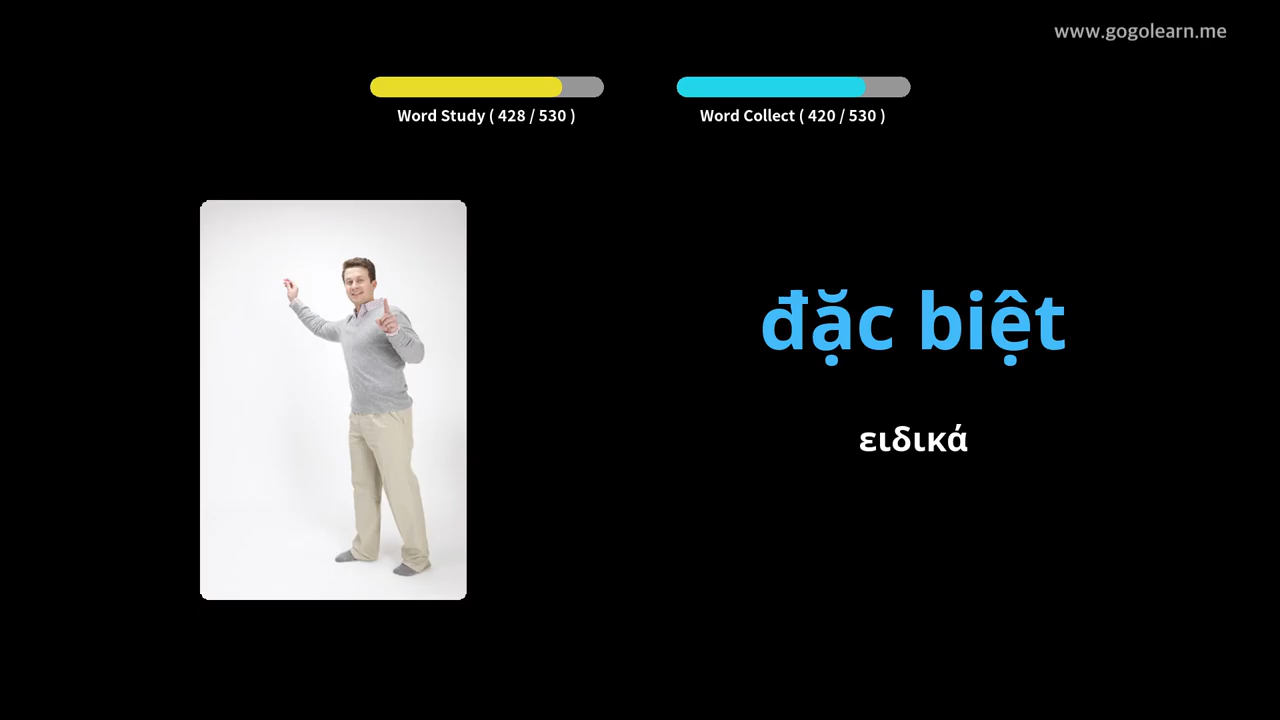 www.gogolearn.me
Word Study ( 428 / 530 )
Word Collect ( 420 / 530 )
đặc biệt
ειδικά